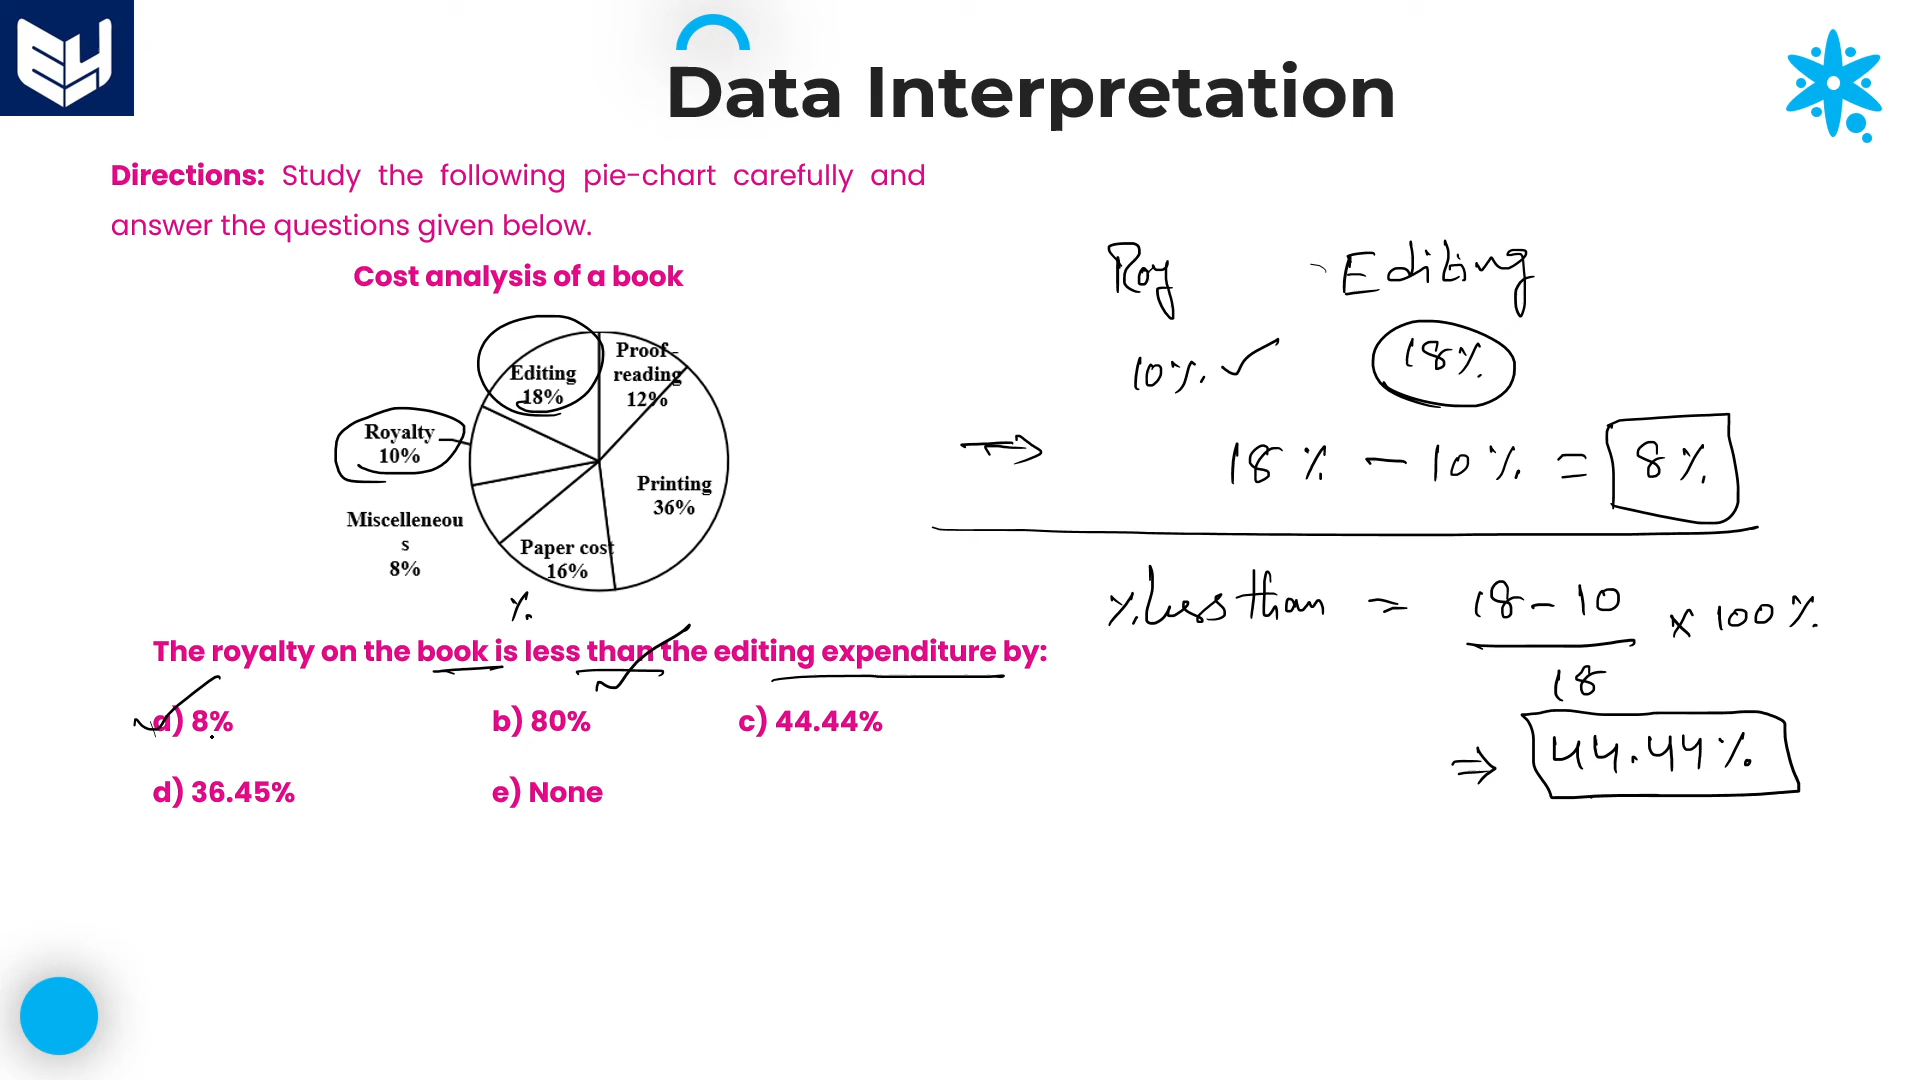 Data Interpretation
Directions: Study the following pie-chart carefully and
answer the questions given below.
Cost analysis of a book
Editing
18%
Proof-
reading
12%
Royalty
10%
Printing
36%
Miscelleneou
s
8%
Paper cost
16%
%.
The royalty on the book is less than the editing expenditure by:
a) 8%
b) 80%
c) 44.44%
d) 36.45%
e) None
Roy
Editing
10%.
18%.
18% - 10% = 8%
% less than = 18-10
18
x 100%
⇒ 44.44%